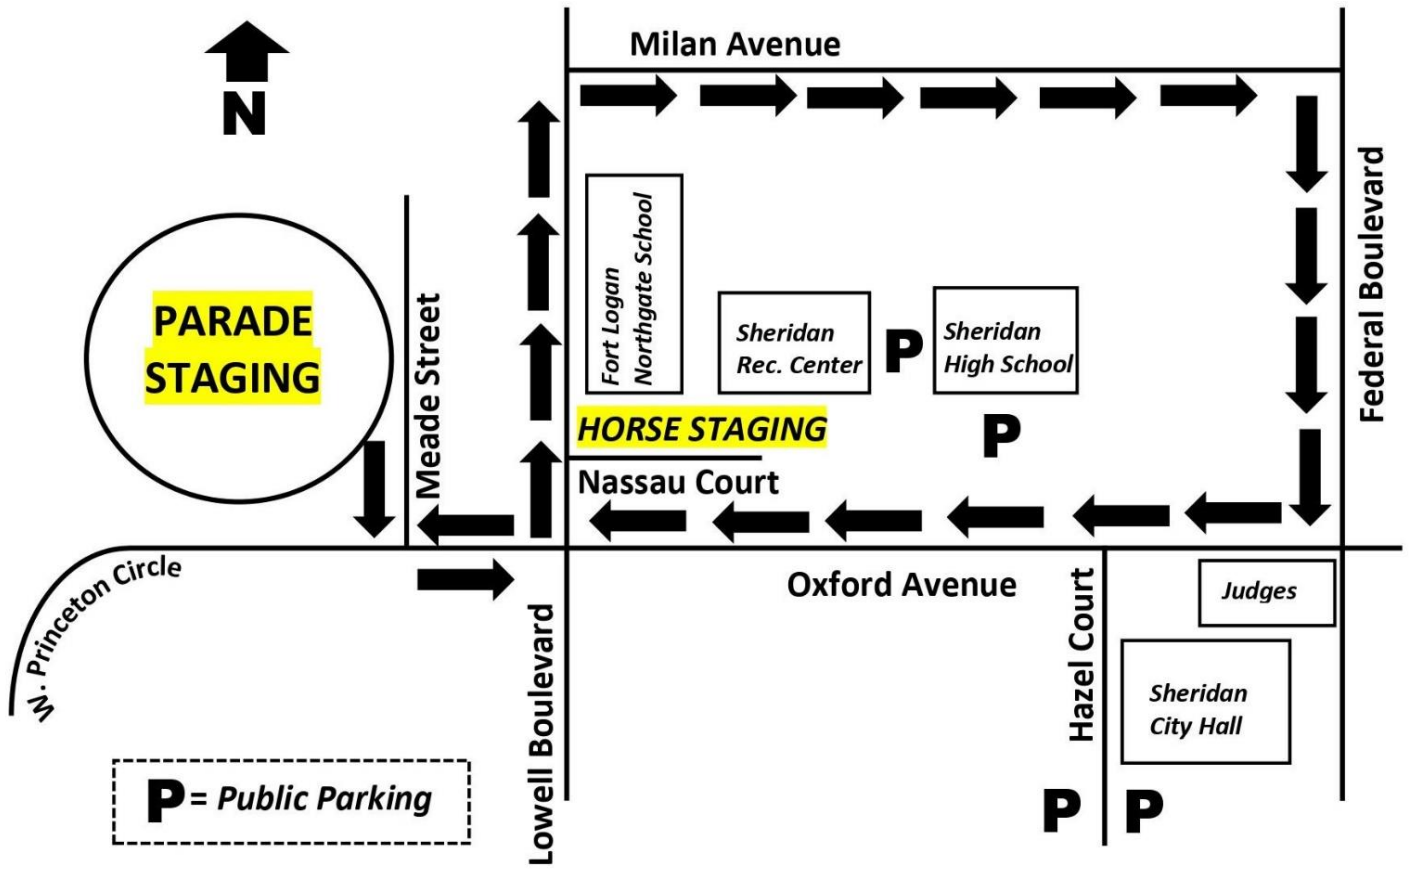 Milan Avenue
N
PARADE
STAGING
Meade Street
Fort Logan
Northgate School
Sheridan
Rec. Center
P
Sheridan
High School
P
Federal Boulevard
HORSE STAGING
Nassau Court
W. Princeton Circle
Oxford Avenue
Lowell Boulevard
Hazel Court
Judges
Sheridan
City Hall
P = Public Parking
P
P